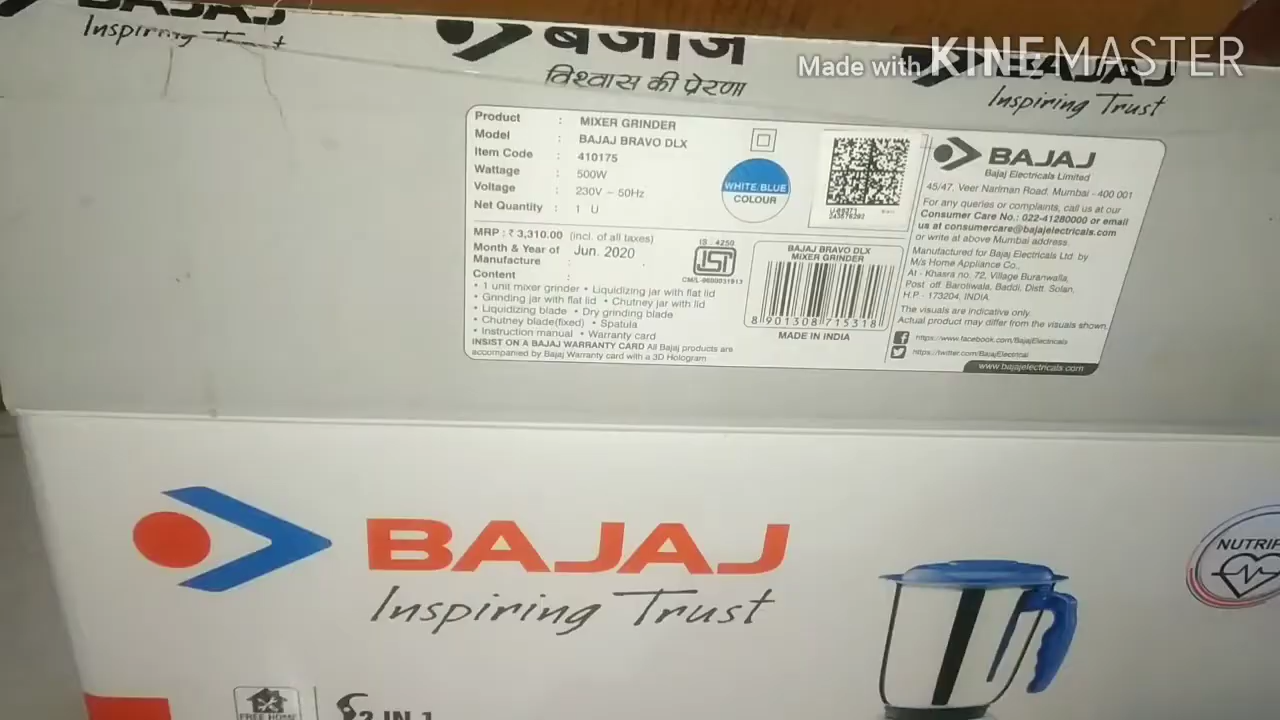 BAJAJ
Inspiring Trust
बजाज
विश्वास की प्रेरणा
Made with KINEMASTER
BAJAJ
Inspiring Trust
Product : MIXER GRINDER
Model : BAJAJ BRAVO DLX
Item Code : 410175
Wattage : 500W
Voltage : 230V ~ 50Hz
Net Quantity : 1 U
MRP : ₹ 3,310.00 (incl. of all taxes)
Month & Year of
Manufacture : Jun. 2020
Content :
• 1 unit mixer grinder • Liquidizing jar with flat lid
• Grinding jar with flat lid • Chutney jar with lid
• Liquidizing blade • Dry grinding blade
• Chutney blade(fixed) • Spatula
• Instruction manual • Warranty card
INSIST ON A BAJAJ WARRANTY CARD All Bajaj products are
accompanied by Bajaj Warranty card with a 3D Hologram
WHITE/BLUE
COLOUR
IS : 4250
ISI
BAJAJ BRAVO DLX
MIXER GRINDER
8 901308 715318
MADE IN INDIA
BAJAJ
Bajaj Electricals Limited
45/47, Veer Nariman Road, Mumbai - 400 001
For any queries or complaints, call us at our
Consumer Care No.: 022-41280000 or email
us at consumercare@bajajelectricals.com
or write at above Mumbai address.
Manufactured for Bajaj Electricals Ltd. by
M/s Home Appliance Co.,
At - Khasra no. 72, Village Buranwalla,
Post off. Barotiwala, Baddi, Distt. Solan,
H.P - 173204, INDIA.
The visuals are indicative only.
Actual product may differ from the visuals shown.
https://www.facebook.com/BajajElectricals
https://twitter.com/BajajElectrical
www.bajajelectricals.com
BAJAJ
Inspiring Trust
NUTRI
FREE HOME
2 IN 1